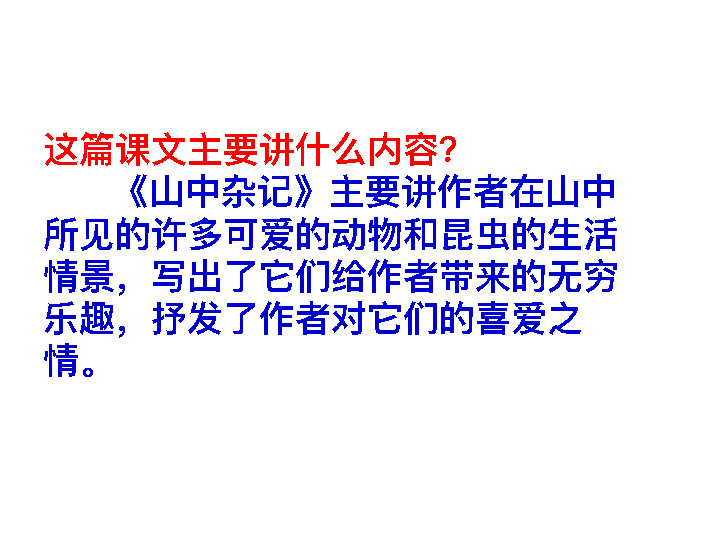 这篇课文主要讲什么内容？
《山中杂记》主要讲作者在山中
所见的许多可爱的动物和昆虫的生活
情景，写出了它们给作者带来的无穷
乐趣，抒发了作者对它们的喜爱之
情。